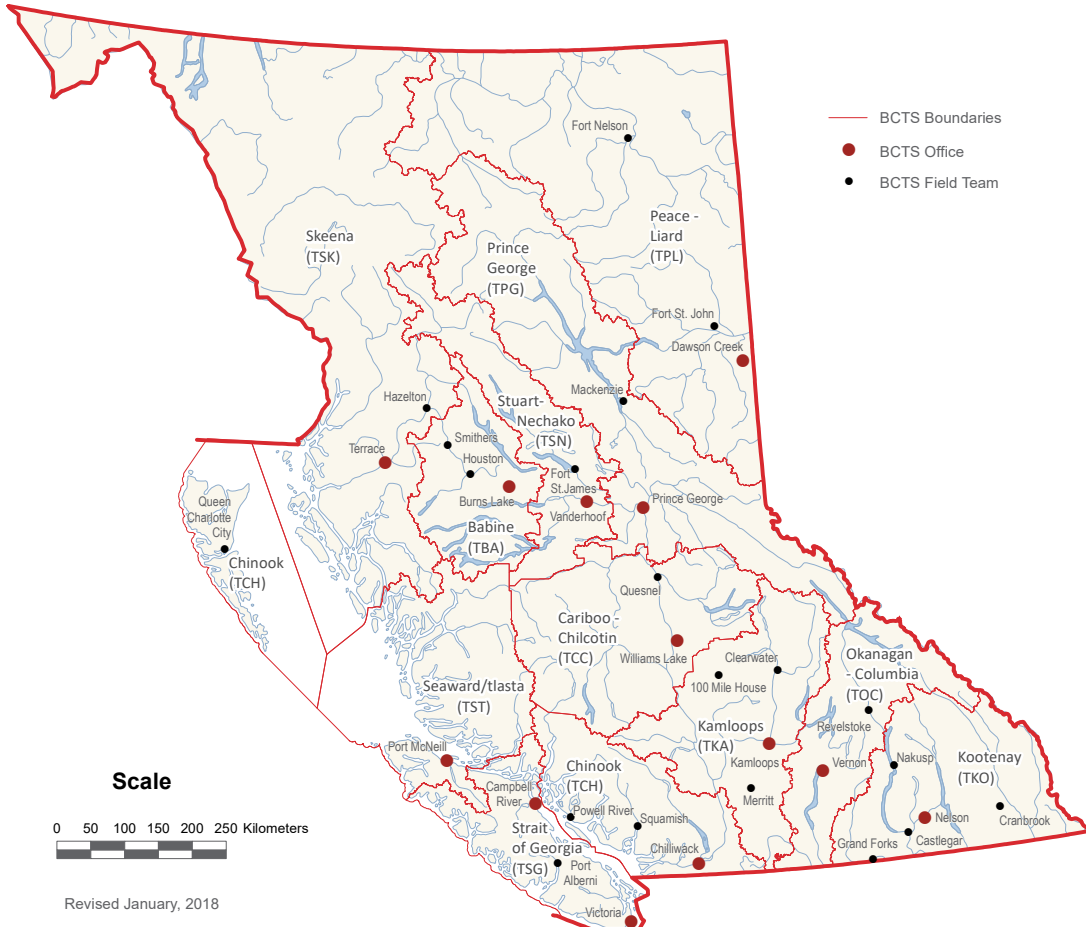 Fort Nelson
BCTS Boundaries
BCTS Office
BCTS Field Team
Skeena
(TSK)
Prince
George
(TPG)
Peace -
Liard
(TPL)
Fort St. John
Dawson Creek
Mackenzie
Hazelton
Stuart-
Nechako
(TSN)
Smithers
Terrace
Houston
Fort
St.James
Burns Lake
Vanderhoof
Prince George
Queen
Charlotte
City
Babine
(TBA)
Chinook
(TCH)
Quesnel
Cariboo -
Chilcotin
(TCC)
Williams Lake
Clearwater
100 Mile House
Okanagan
- Columbia
(TOC)
Seaward/tlasta
(TST)
Revelstoke
Kamloops
(TKA)
Port McNeill
Kamloops
Vernon
Nakusp
Kootenay
(TKO)
Chinook
(TCH)
Campbell
River
Merritt
Powell River
Squamish
Cranbrook
Nelson
Castlegar
Grand Forks
Strait
of Georgia
(TSG)
Chilliwack
Port
Alberni
Victoria
Scale
0 50 100 150 200 250 Kilometers
Revised January, 2018